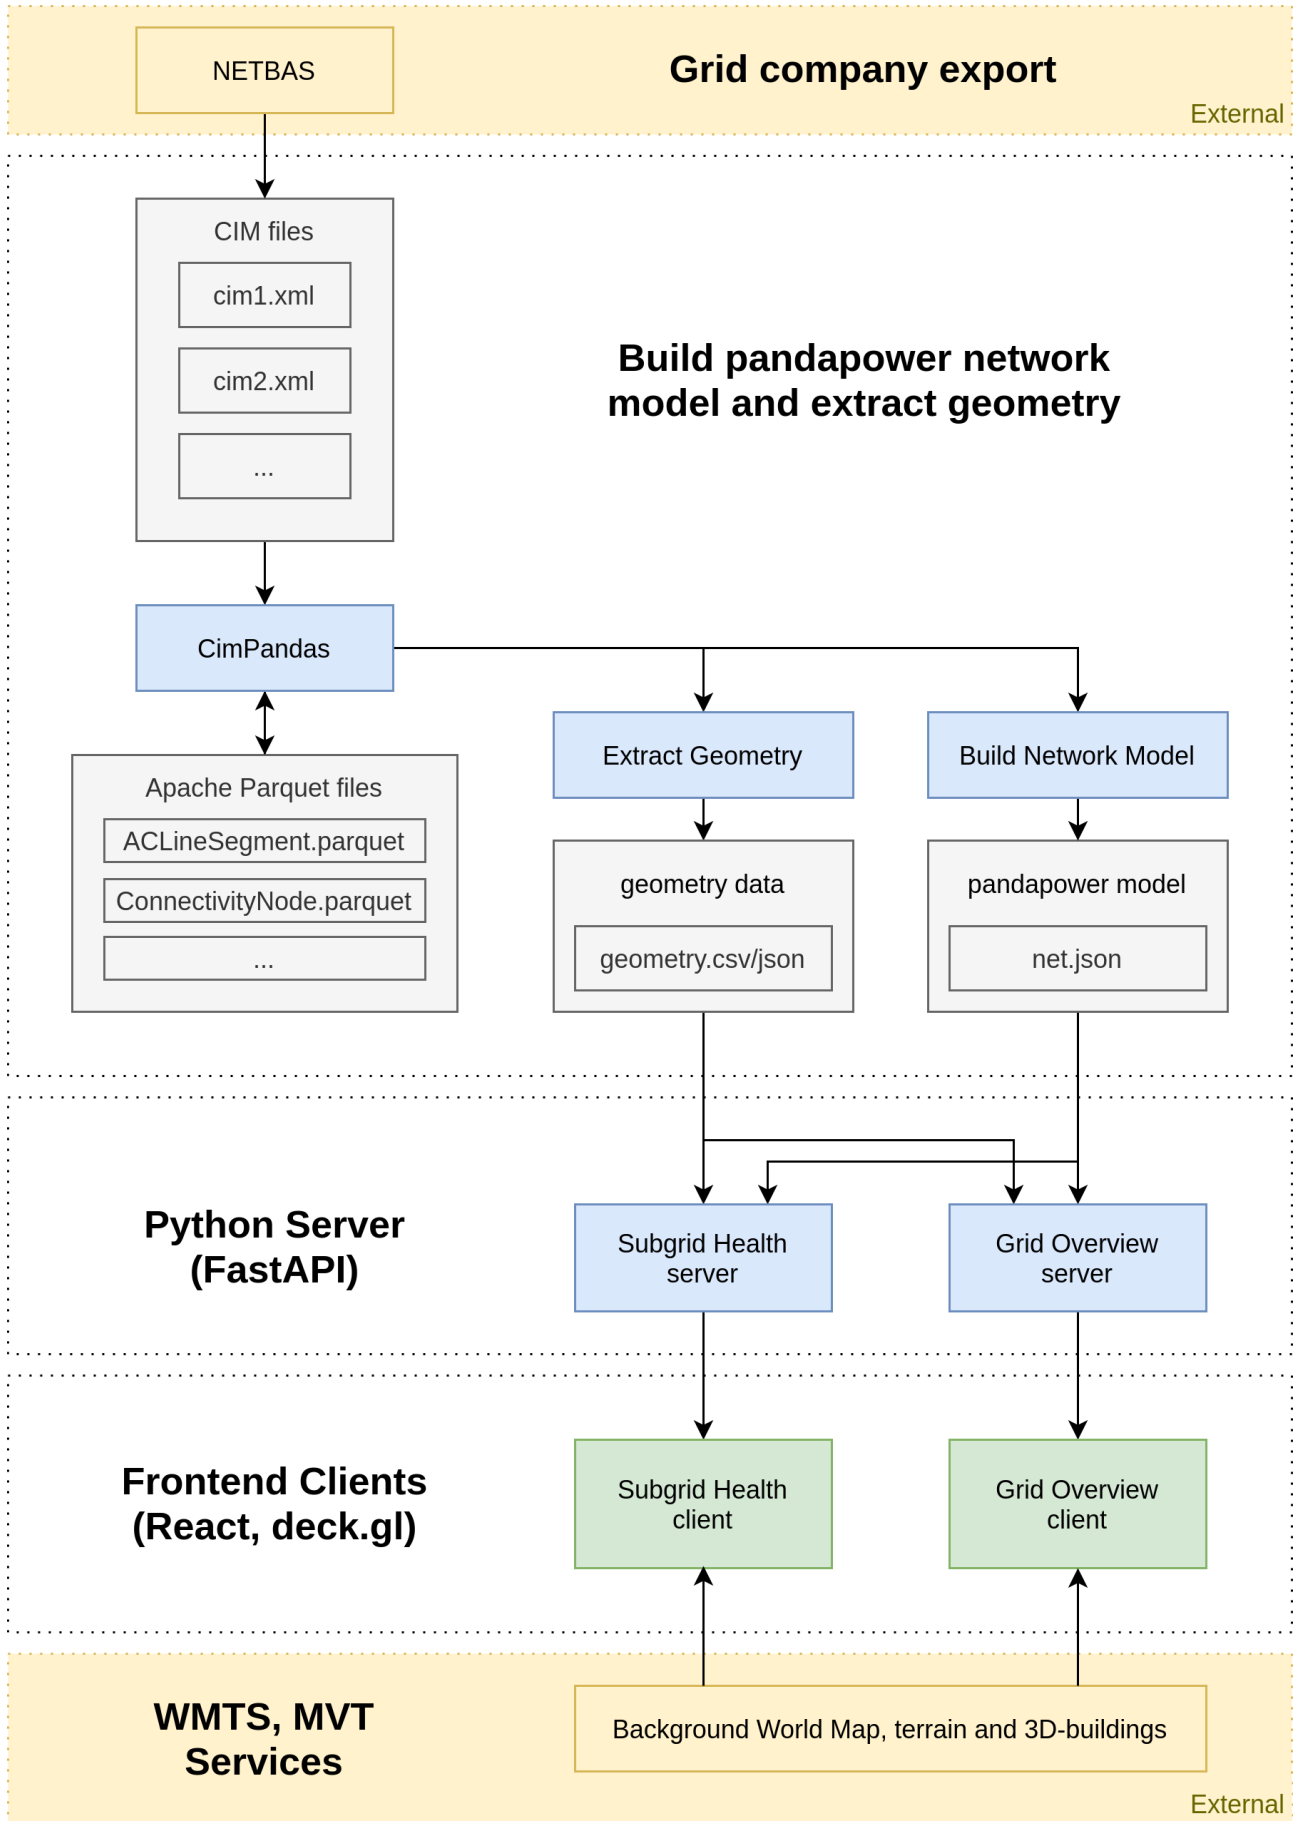 NETBAS
Grid company export
External
CIM files
cim1.xml
cim2.xml
...
Build pandapower network
model and extract geometry
CimPandas
Extract Geometry
Build Network Model
Apache Parquet files
ACLineSegment.parquet
ConnectivityNode.parquet
...
geometry data
geometry.csv/json
pandapower model
net.json
Python Server
(FastAPI)
Subgrid Health
server
Grid Overview
server
Frontend Clients
(React, deck.gl)
Subgrid Health
client
Grid Overview
client
WMTS, MVT
Services
Background World Map, terrain and 3D-buildings
External